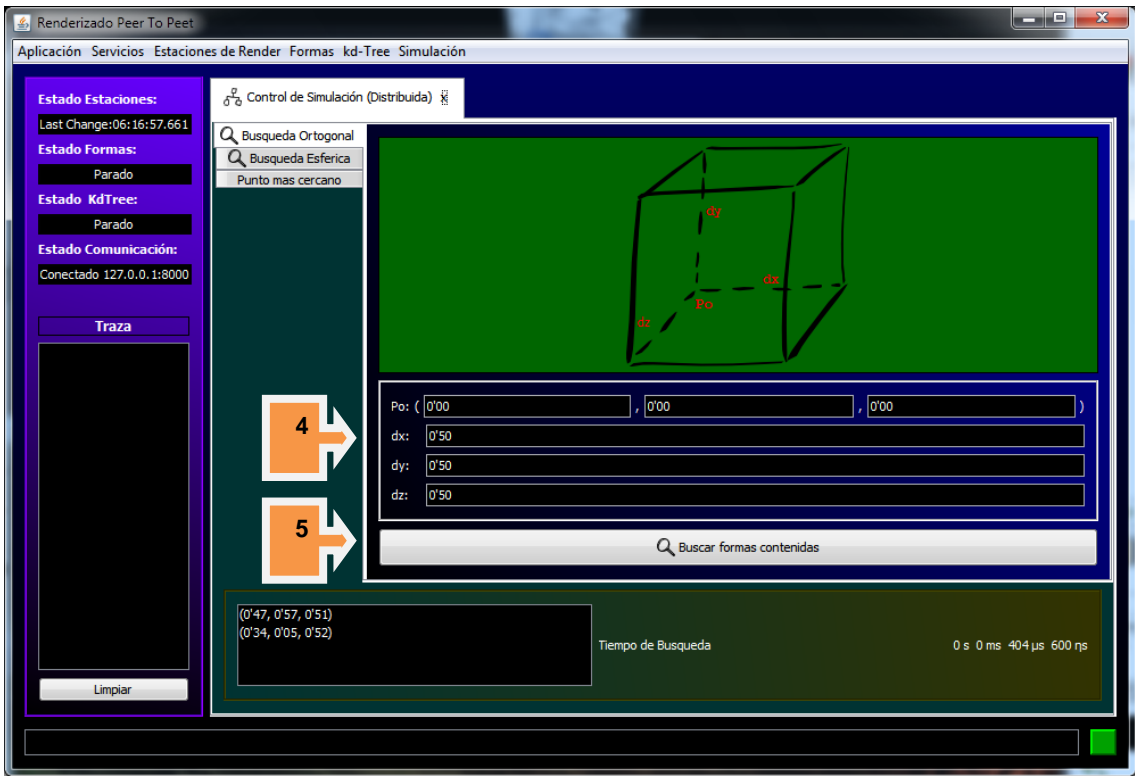 Renderizado Peer To Peet
Aplicación Servicios Estaciones de Render Formas kd-Tree Simulación
Estado Estaciones:
Last Change:06:16:57.661
Estado Formas:
Parado
Estado KdTree:
Parado
Estado Comunicación:
Conectado 127.0.0.1:8000
Traza
Limpiar
Control de Simulación (Distribuida)
Busqueda Ortogonal
Busqueda Esferica
Punto mas cercano
dy
dx
Po
dz
4
Po: ( 0'00 , 0'00 , 0'00 )
dx: 0'50
dy: 0'50
dz: 0'50
5
Buscar formas contenidas
(0'47, 0'57, 0'51)
(0'34, 0'05, 0'52)
Tiempo de Busqueda 0 s 0 ms 404 µs 600 ηs